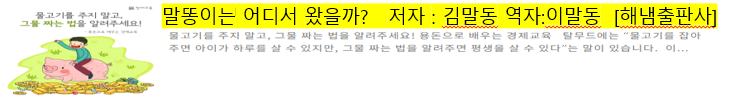 물고기를 주지 말고,
그물 짜는 법을 알려주세요!
말똥이는 어디서 왔을까? 저자 : 김말동 역자:이말동 [해냄출판사]
물고기를 주지 말고, 그물 짜는 법을 알려주세요! 용돈으로 배우는 경제교육 탈무드에는 “물고기를 잡아
주면 아이가 하루를 살 수 있지만, 그물 짜는 법을 알려주면 평생을 살 수 있다”는 말이 있습니다. 이...